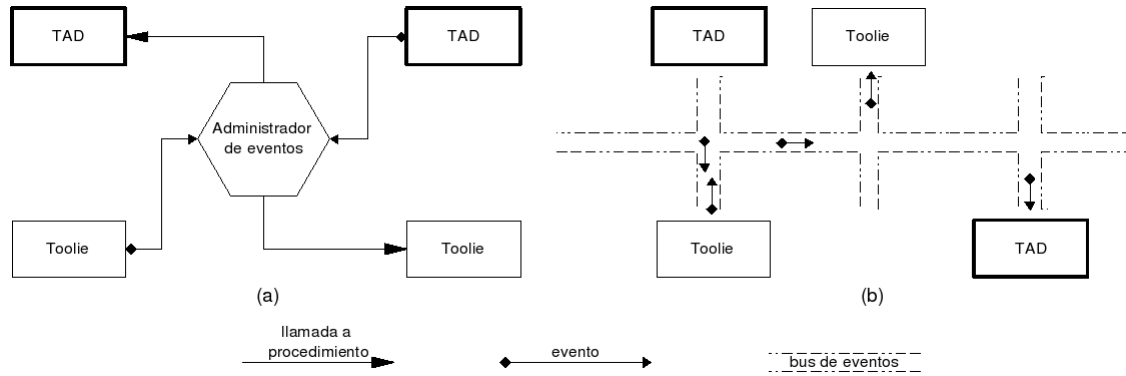 TAD
TAD
Administrador
de eventos
Toolie
Toolie
(a)
TAD
Toolie
Toolie
TAD
(b)
llamada a
procedimiento
evento
bus de eventos